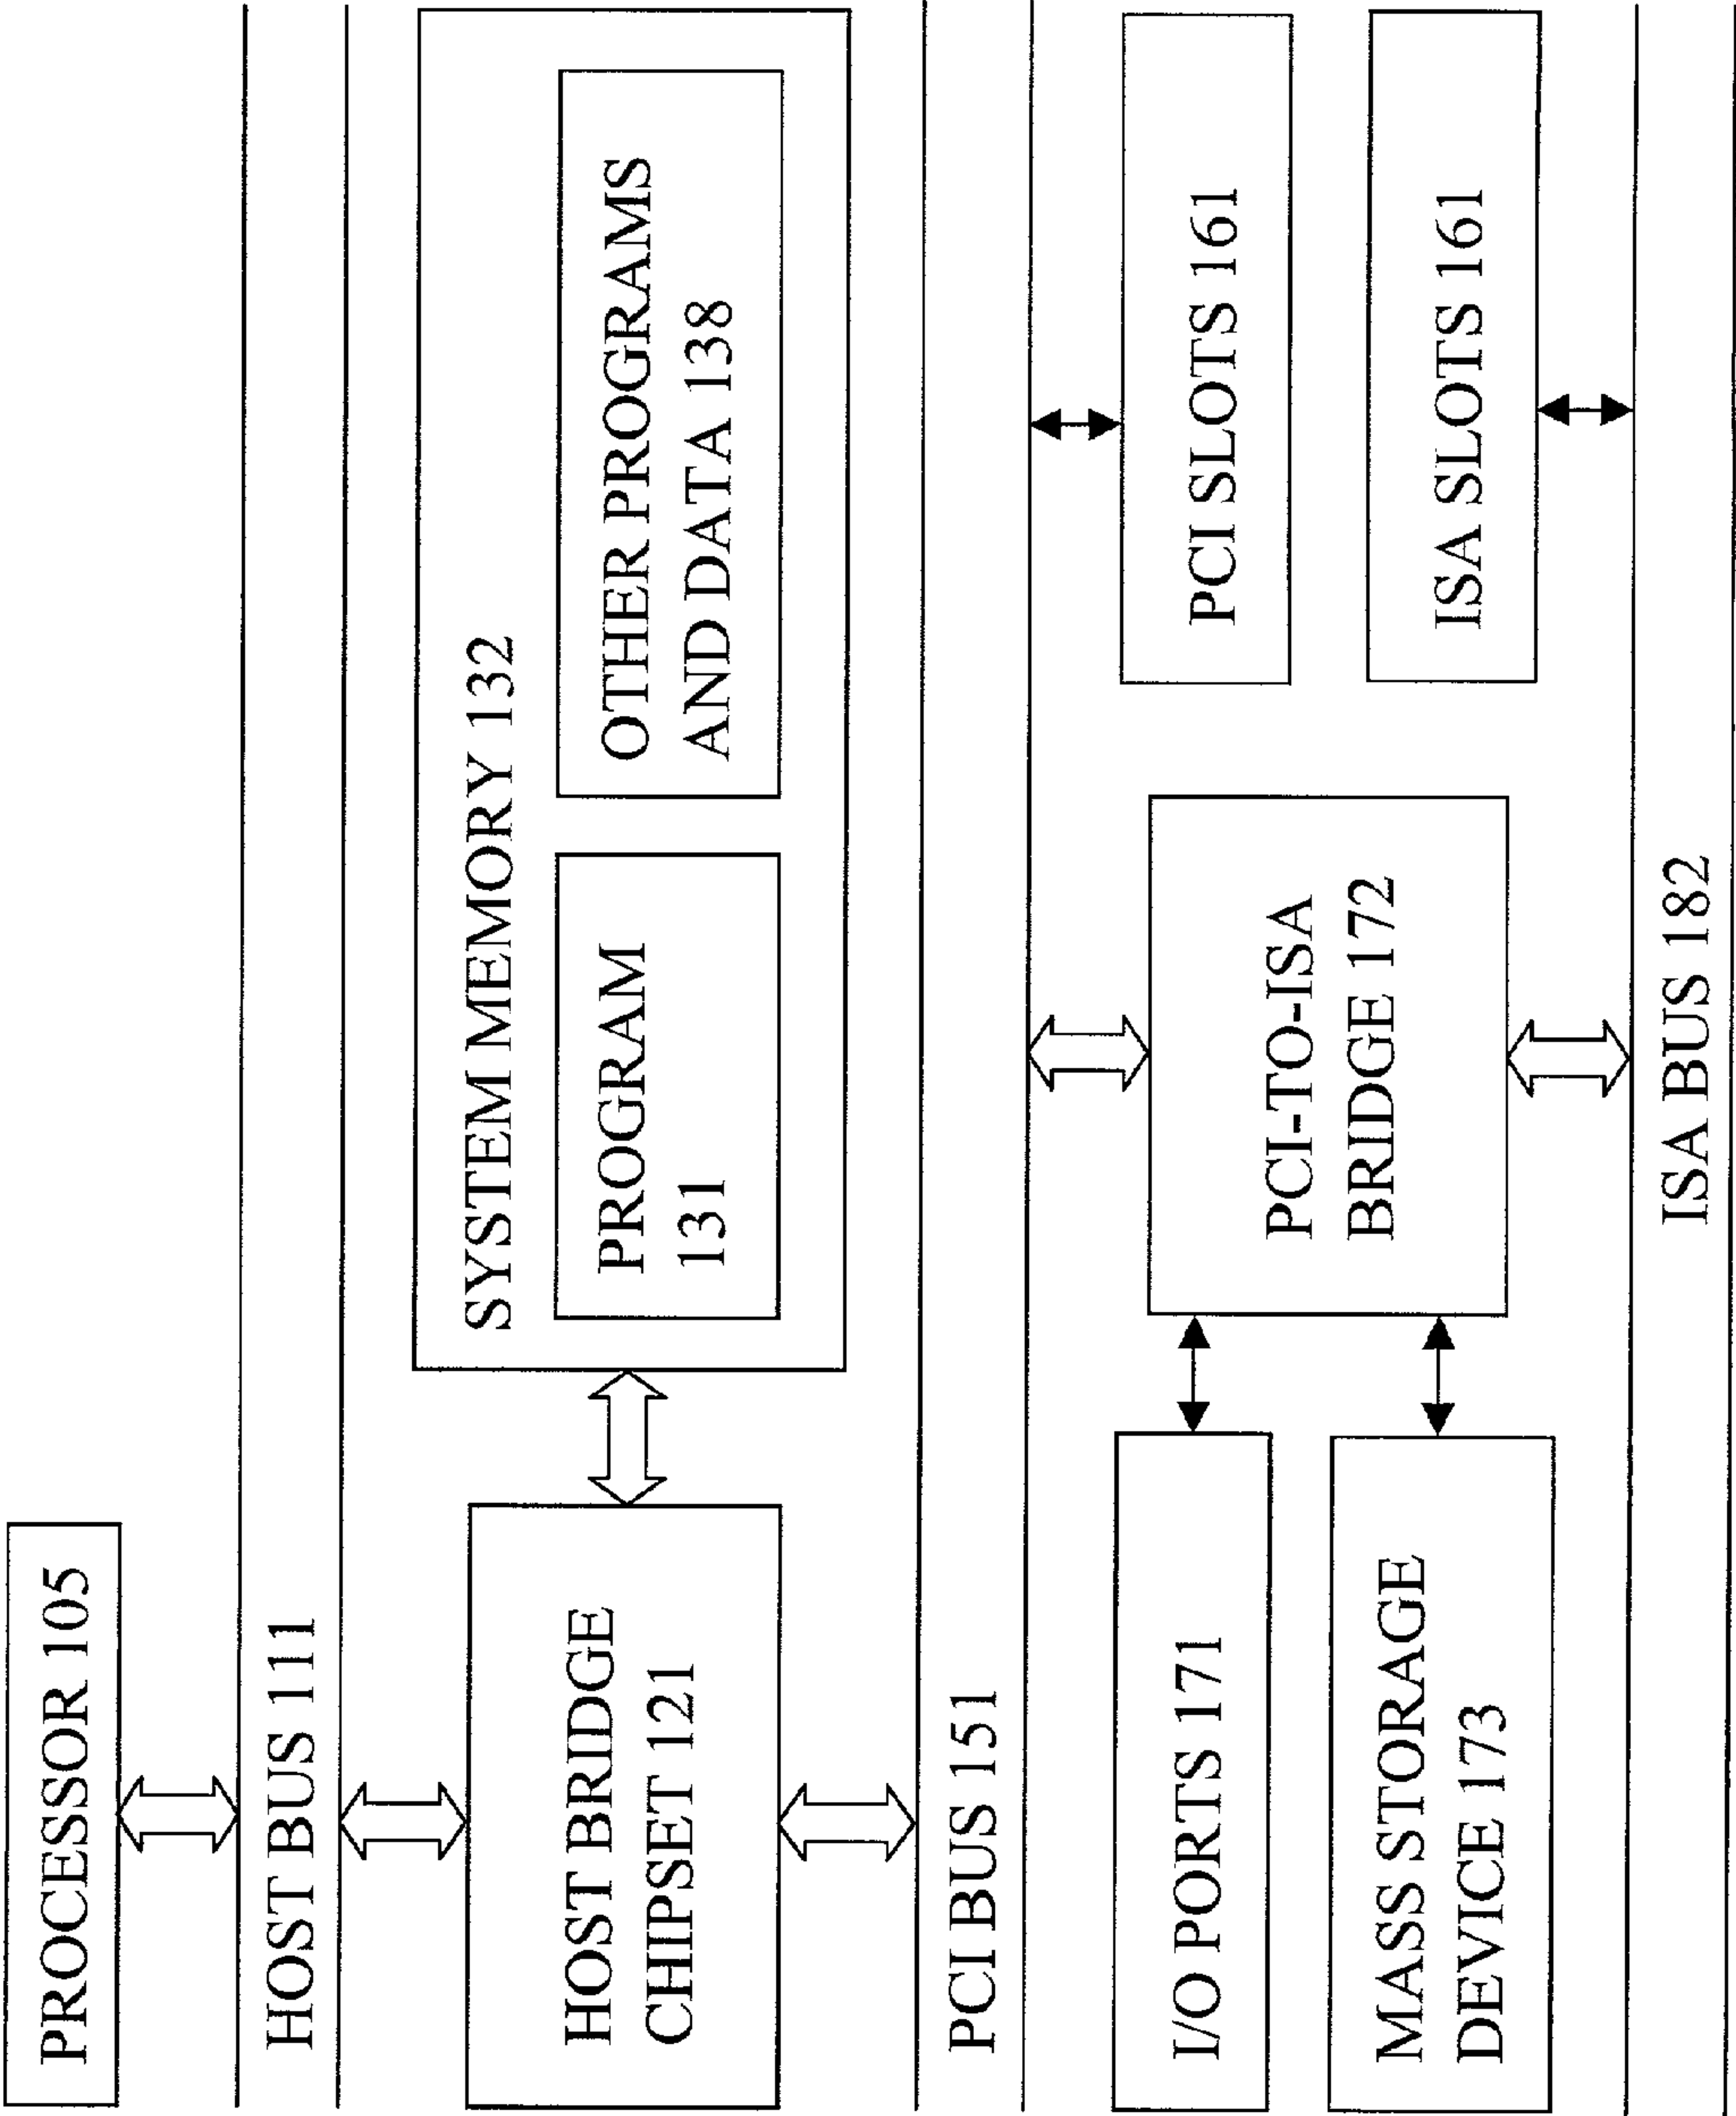 PROCESSOR 105
HOST BUS 111
HOST BRIDGE
CHIPSET 121
SYSTEM MEMORY 132
PROGRAM
131
OTHER PROGRAMS
AND DATA 138
PCI BUS 151
I/O PORTS 171
MASS STORAGE
DEVICE 173
PCI-TO-ISA
BRIDGE 172
PCI SLOTS 161
ISA SLOTS 161
ISA BUS 182